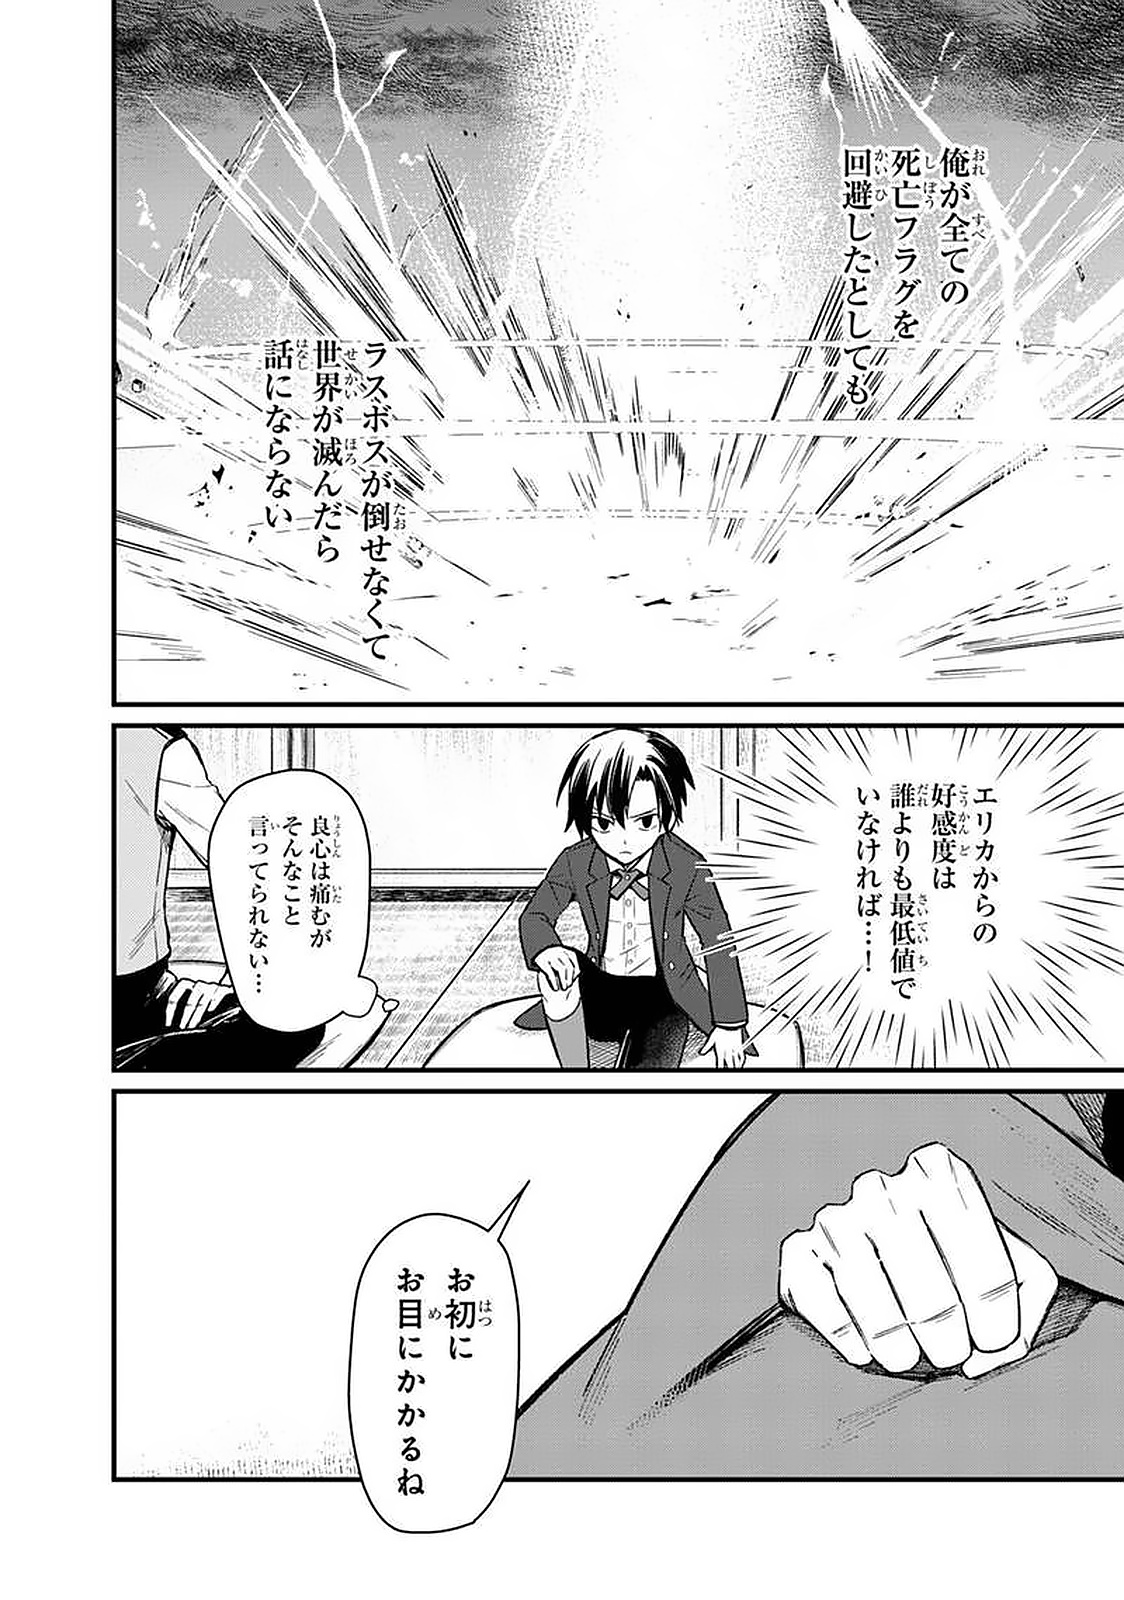 俺が全ての
死亡フラグを
回避したとしても
ラスボスが倒せなくて
世界が滅んだら
話にならない
エリカからの
好感度は
誰よりも最低値で
いなければ…！
良心は痛むが
そんなこと
言ってられない…
お初に
お目にかかるね